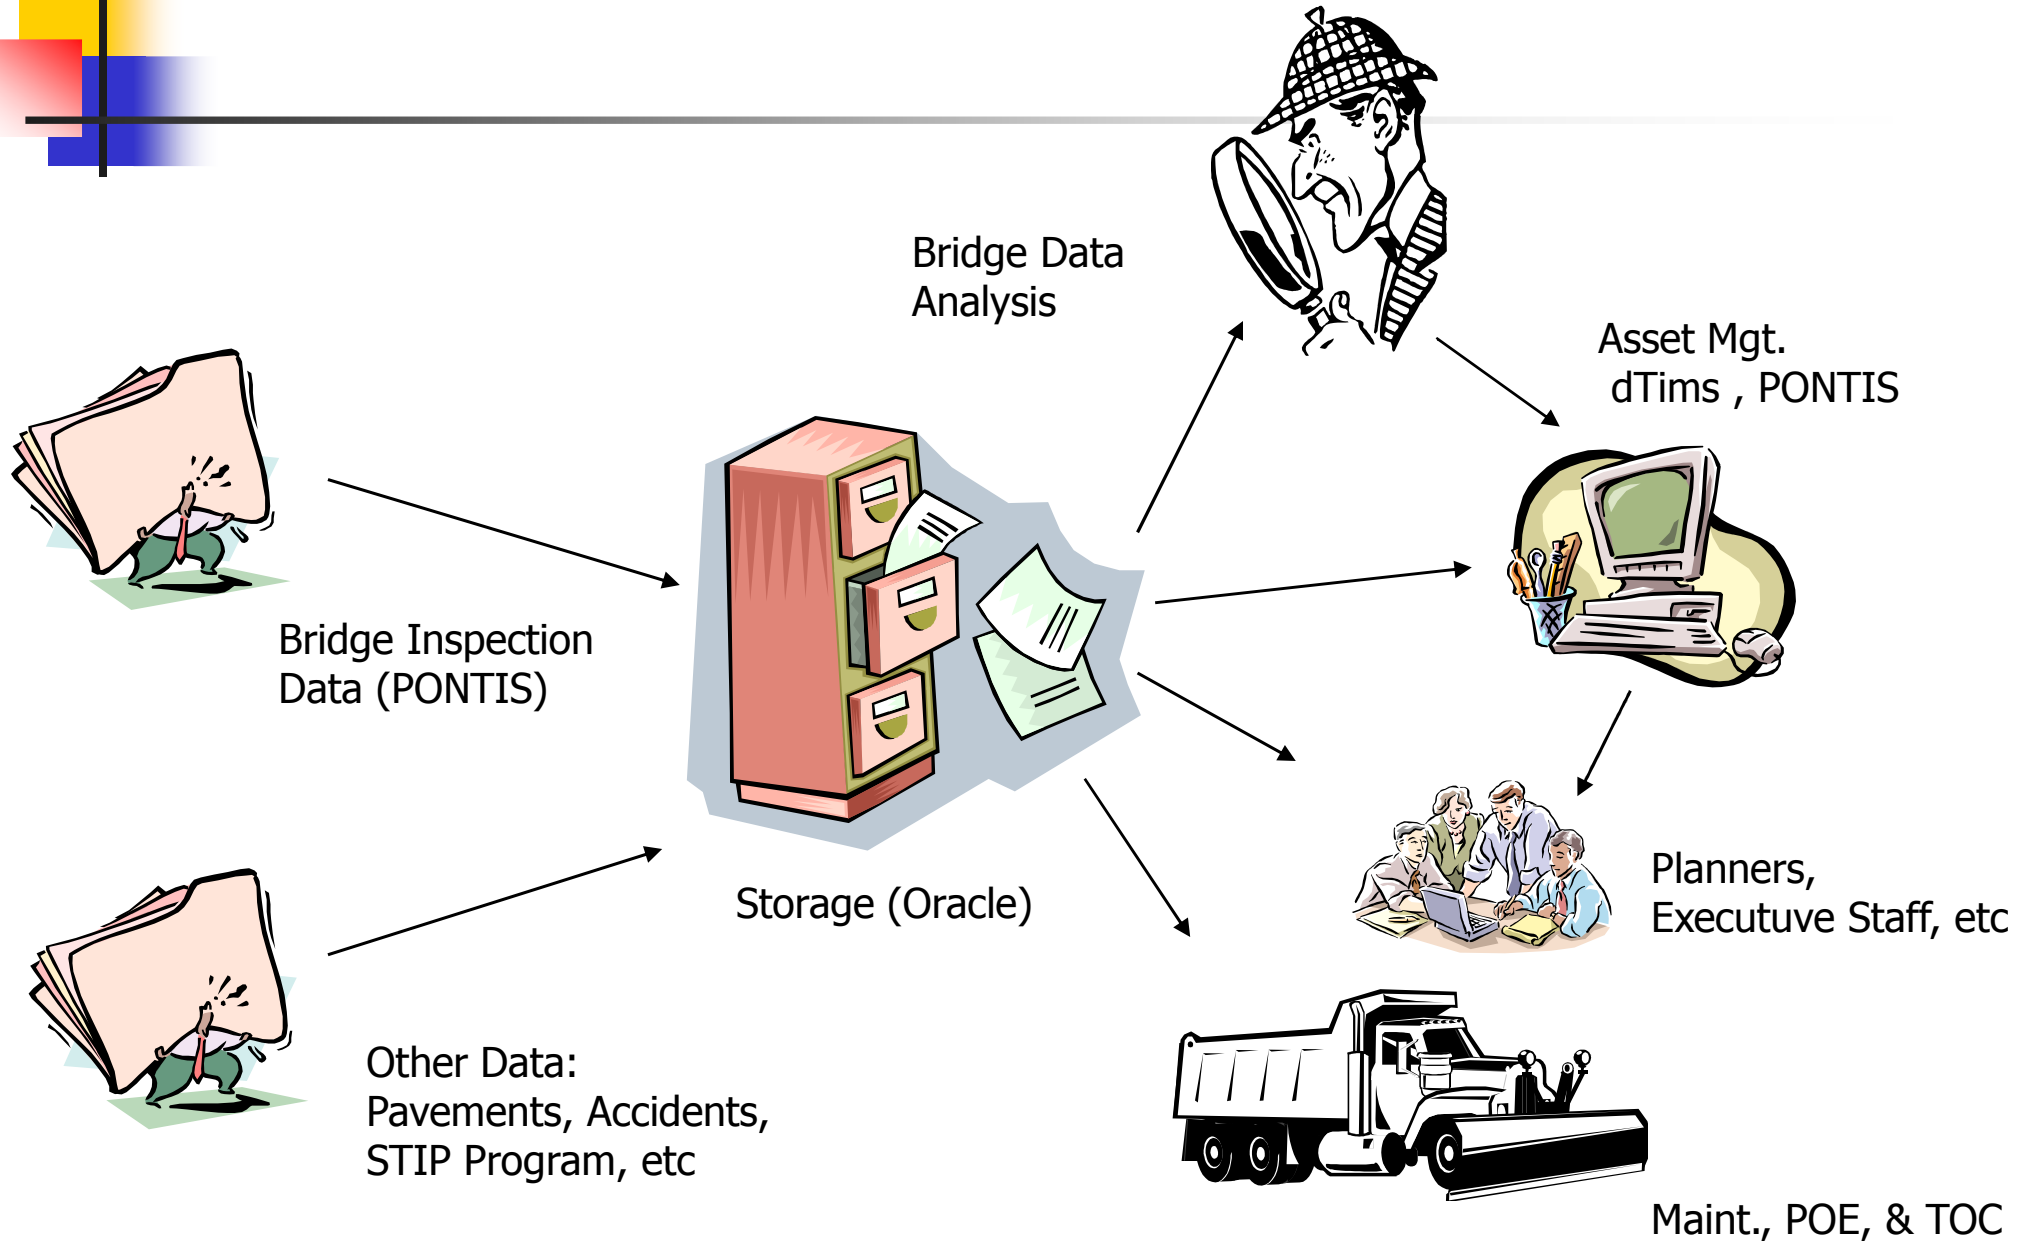 Bridge Data
Analysis
Asset Mgt.
dTims , PONTIS
Bridge Inspection
Data (PONTIS)
Storage (Oracle)
Planners,
Executuve Staff, etc
Other Data:
Pavements, Accidents,
STIP Program, etc
Maint., POE, & TOC